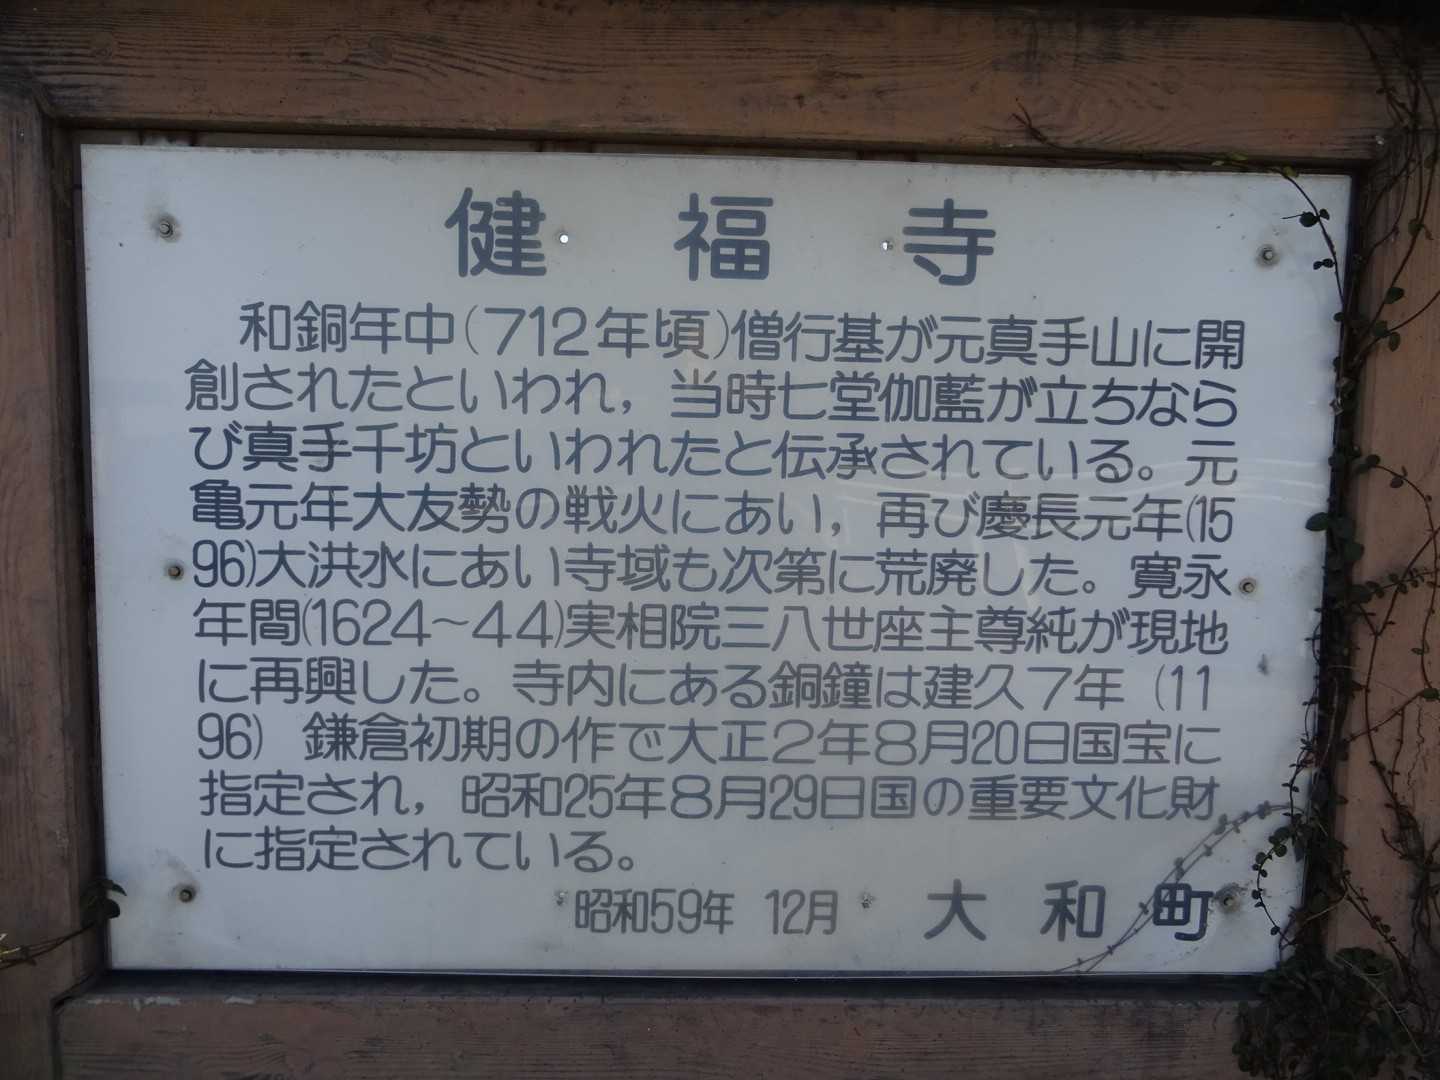 健福寺
和銅年中(712年頃)僧行基が元真手山に開
創されたといわれ,当時七堂伽藍が立ちなら
び真手千坊といわれたと伝承されている。元
亀元年大友勢の戦火にあい,再び慶長元年(15
96)大洪水にあい寺域も次第に荒廃した。寛永
年間(1624～44)実相院三八世座主尊純が現地
に再興した。寺内にある銅鐘は建久7年(11
96)鎌倉初期の作で大正2年8月20日国宝に
指定され,昭和25年8月29日国の重要文化財
に指定されている。
昭和59年 12月 大和町